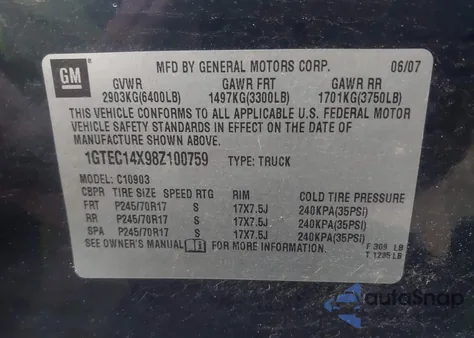 GM
MFD BY GENERAL MOTORS CORP. 06/07
GVWR GAWR FRT GAWR RR
2903KG(6400LB) 1497KG(3300LB) 1701KG(3750LB)
THIS VEHICLE CONFORMS TO ALL APPLICABLE U.S. FEDERAL MOTOR
VEHICLE SAFETY STANDARDS IN EFFECT ON THE DATE OF
MANUFACTURE SHOWN ABOVE.
1GTEC14X98Z100759 TYPE: TRUCK
MODEL: C10903
TIRE SIZE SPEED RTG RIM COLD TIRE PRESSURE
FRT P245/70R17 S 17X7.5J 240KPA(35PSI)
RR P245/70R17 S 17X7.5J 240KPA(35PSI)
SPA P245/70R17 S 17X7.5J 240KPA(35PSI)
SEE OWNER'S MANUAL FOR MORE INFORMATION.
F 309 LB
T 1235 LB
autoSnap